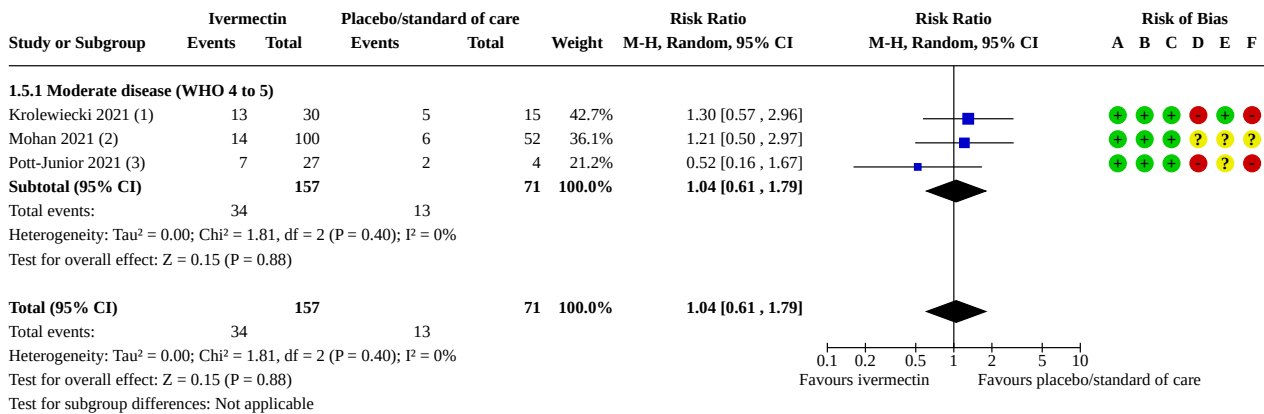 Ivermectin Placebo/standard of care Risk Ratio Risk Ratio Risk of Bias
Study or Subgroup Events Total Events Total Weight M-H, Random, 95% CI M-H, Random, 95% CI A B C D E F
1.5.1 Moderate disease (WHO 4 to 5)
Krolewiecki 2021 (1) 13 30 5 15 42.7% 1.30 [0.57 , 2.96] + + + - + -
Mohan 2021 (2) 14 100 6 52 36.1% 1.21 [0.50 , 2.97] + + + ? ? ?
Pott-Junior 2021 (3) 7 27 2 4 21.2% 0.52 [0.16 , 1.67] + + + - ? -
Subtotal (95% CI) 157 71 100.0% 1.04 [0.61 , 1.79]
Total events: 34 13
Heterogeneity: Tau² = 0.00; Chi² = 1.81, df = 2 (P = 0.40); I² = 0%
Test for overall effect: Z = 0.15 (P = 0.88)
Total (95% CI) 157 71 100.0% 1.04 [0.61 , 1.79]
Total events: 34 13
Heterogeneity: Tau² = 0.00; Chi² = 1.81, df = 2 (P = 0.40); I² = 0%
0.1 0.2 0.5 1 2 5 10
Test for overall effect: Z = 0.15 (P = 0.88) Favours ivermectin Favours placebo/standard of care
Test for subgroup differences: Not applicable